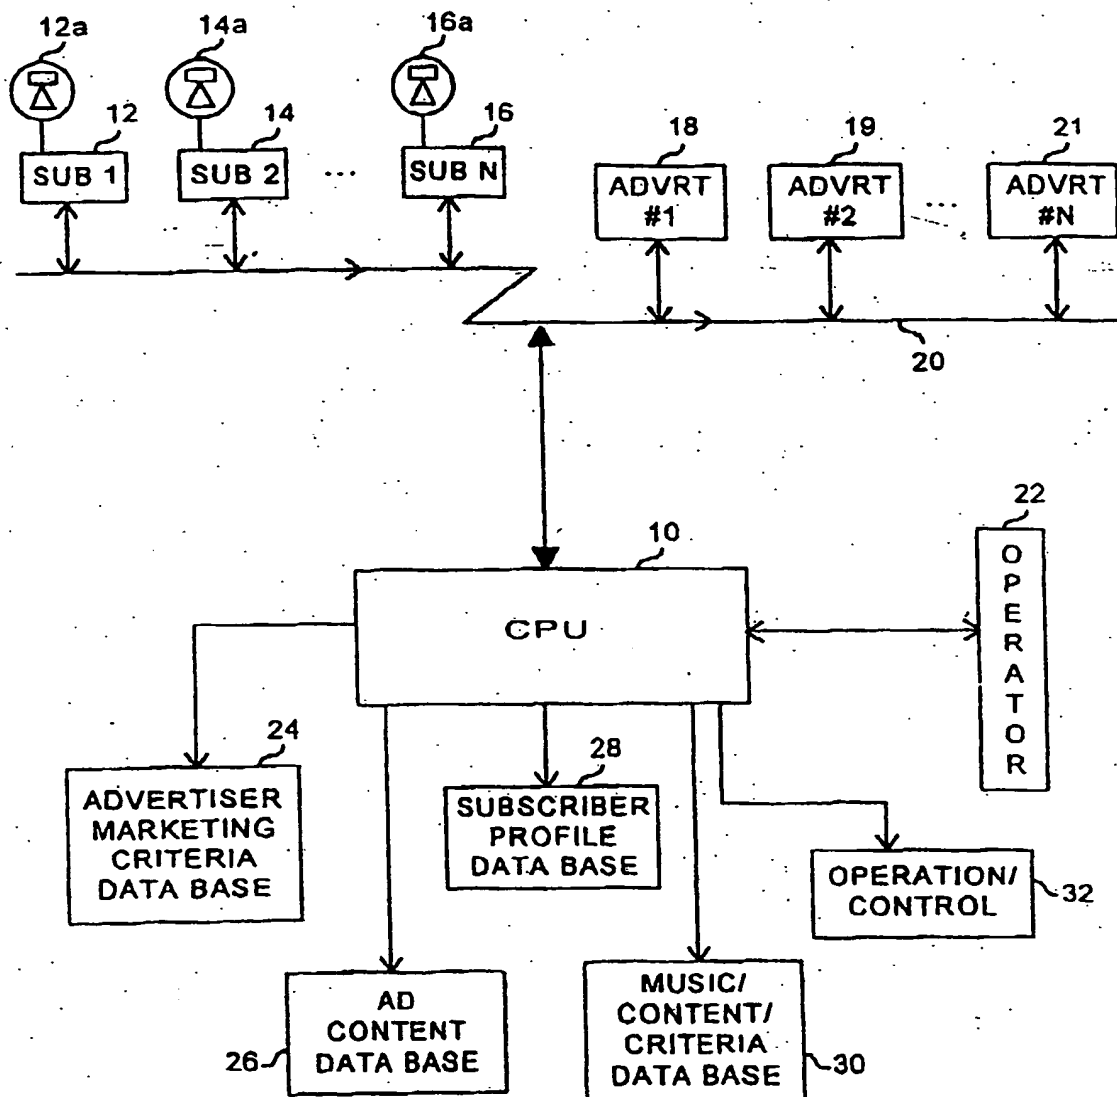 12a
14a
16a
12
14
16
18
19
21
SUB 1
SUB 2
...
SUB N
ADVRT
#1
ADVRT
#2
...
ADVRT
#N
20
10
CPU
22
OPERATOR
24
ADVERTISER
MARKETING
CRITERIA
DATA BASE
28
SUBSCRIBER
PROFILE
DATA BASE
OPERATION/
CONTROL
32
AD
CONTENT
DATA BASE
26
MUSIC/
CONTENT/
CRITERIA
DATA BASE
30